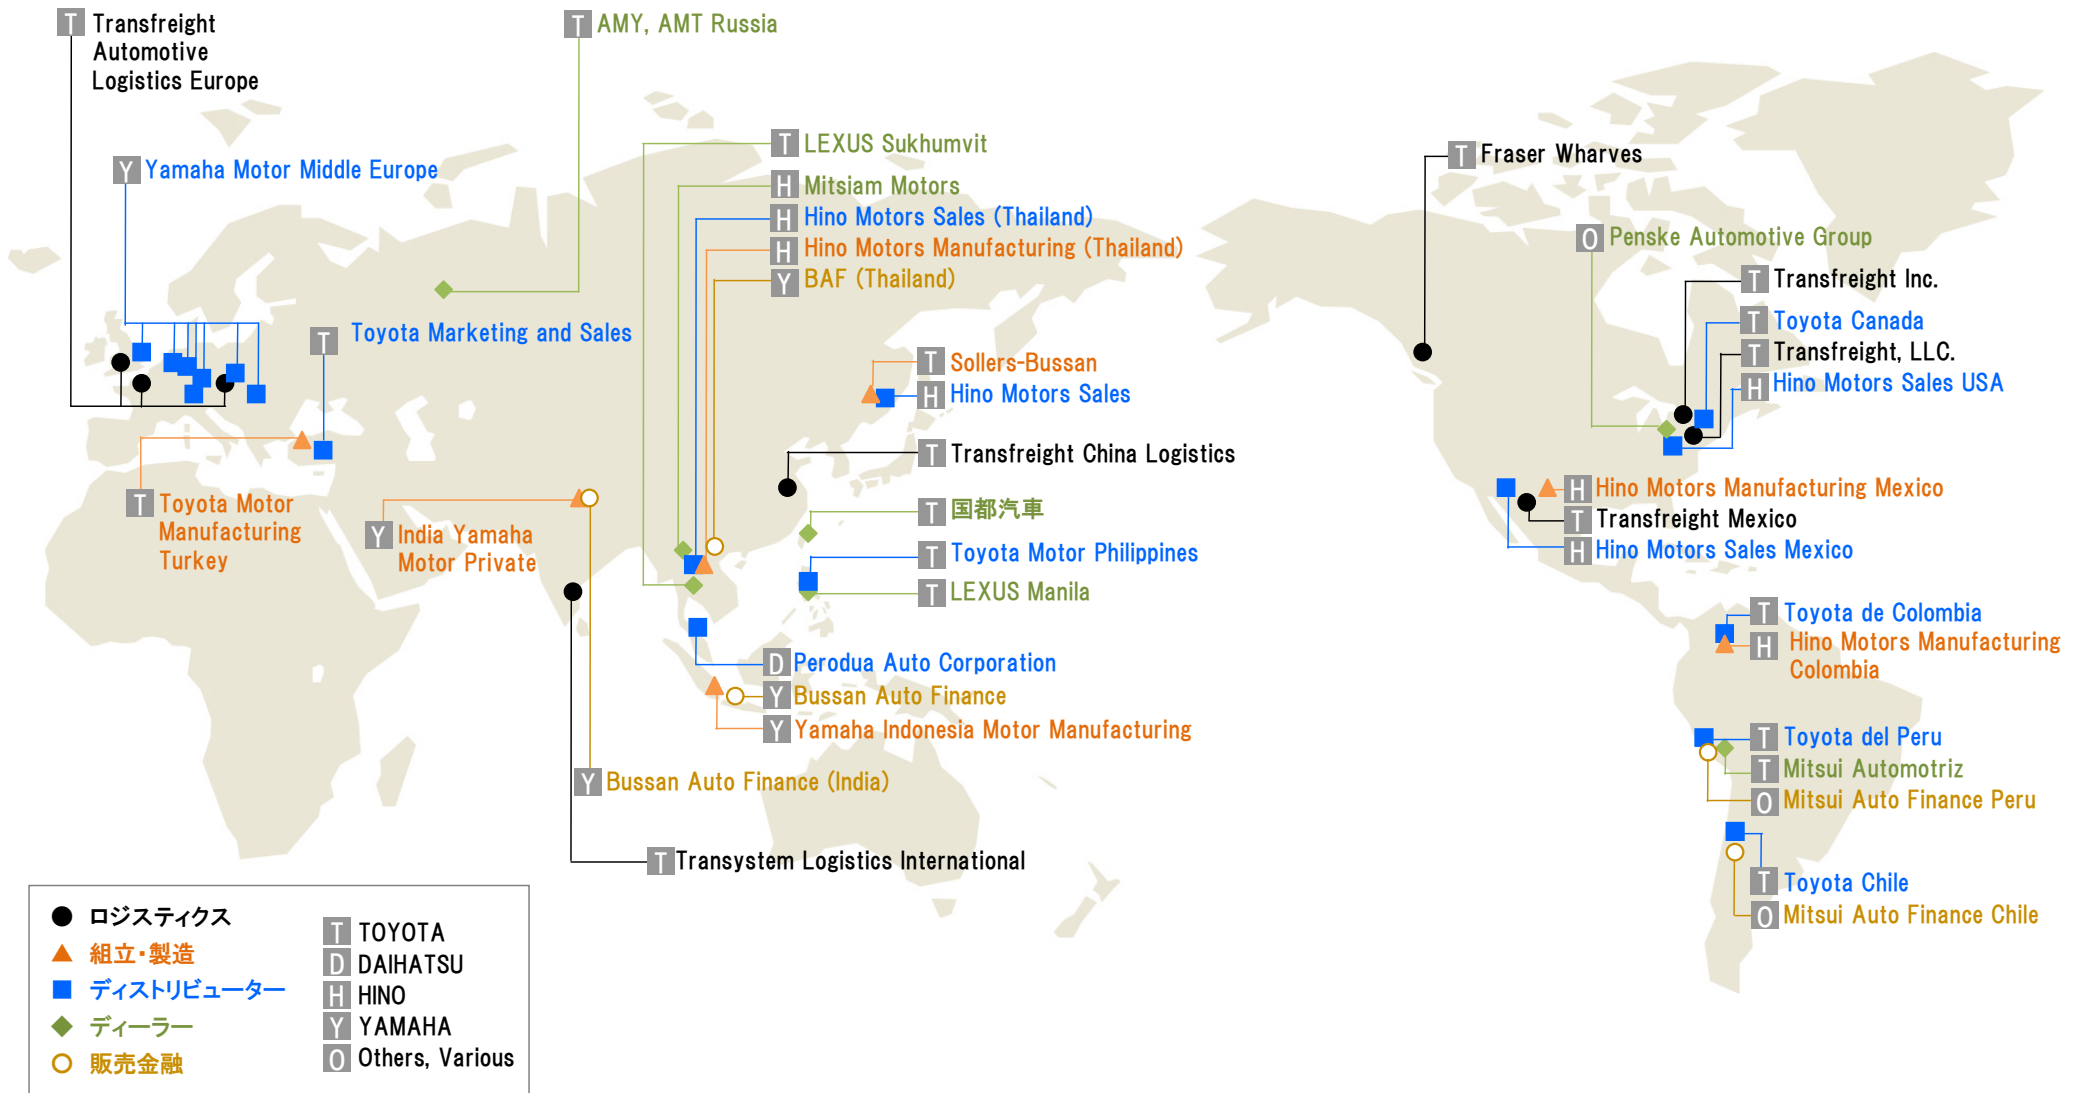 T Transfreight
Automotive
Logistics Europe
T AMY, AMT Russia
Y Yamaha Motor Middle Europe
T LEXUS Sukhumvit
H Mitsiam Motors
H Hino Motors Sales (Thailand)
H Hino Motors Manufacturing (Thailand)
Y BAF (Thailand)
T Fraser Wharves
O Penske Automotive Group
T Transfreight Inc.
T Toyota Canada
T Transfreight, LLC.
H Hino Motors Sales USA
T Toyota Marketing and Sales
T Sollers-Bussan
H Hino Motors Sales
T Transfreight China Logistics
T 国都汽車
T Toyota Motor Philippines
T LEXUS Manila
T Toyota Motor
Manufacturing
Turkey
Y India Yamaha
Motor Private
H Hino Motors Manufacturing Mexico
T Transfreight Mexico
H Hino Motors Sales Mexico
D Perodua Auto Corporation
Y Bussan Auto Finance
Y Yamaha Indonesia Motor Manufacturing
T Toyota de Colombia
H Hino Motors Manufacturing
Colombia
Y Bussan Auto Finance (India)
T Toyota del Peru
T Mitsui Automotriz
O Mitsui Auto Finance Peru
T Transystem Logistics International
T Toyota Chile
O Mitsui Auto Finance Chile
ロジスティクス
組立・製造
ディストリビューター
ディーラー
販売金融
T TOYOTA
D DAIHATSU
H HINO
Y YAMAHA
O Others, Various